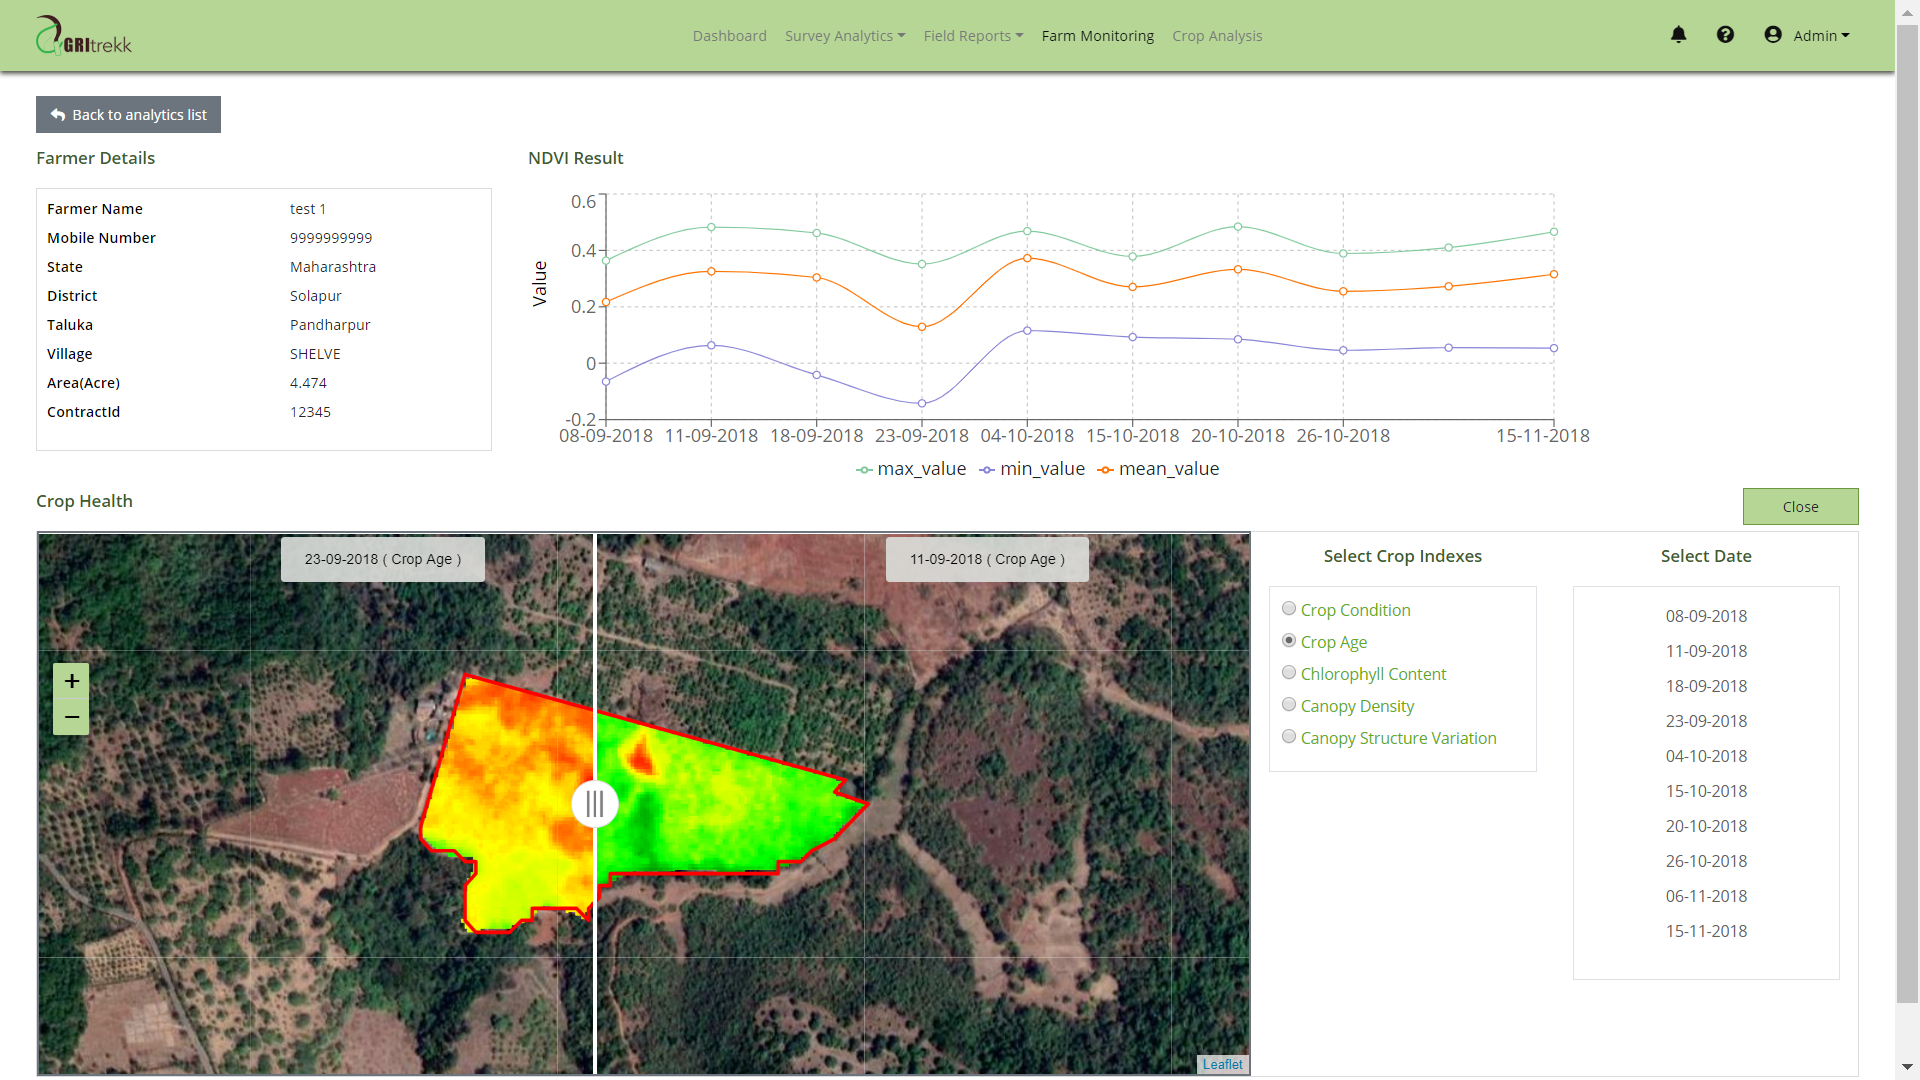 GRItrekk
Dashboard Survey Analytics Field Reports Farm Monitoring Crop Analysis
Admin
Back to analytics list
Farmer Details
Farmer Name test 1
Mobile Number 9999999999
State Maharashtra
District Solapur
Taluka Pandharpur
Village SHELVE
Area(Acre) 4.474
ContractId 12345
NDVI Result
Value
0.6
0.4
0.2
0
-0.2
08-09-2018 11-09-2018 18-09-2018 23-09-2018 04-10-2018 15-10-2018 20-10-2018 26-10-2018 15-11-2018
max_value min_value mean_value
Crop Health
Close
23-09-2018 ( Crop Age )
11-09-2018 ( Crop Age )
+
−
Leaflet
Select Crop Indexes
Crop Condition
Crop Age
Chlorophyll Content
Canopy Density
Canopy Structure Variation
Select Date
08-09-2018
11-09-2018
18-09-2018
23-09-2018
04-10-2018
15-10-2018
20-10-2018
26-10-2018
06-11-2018
15-11-2018